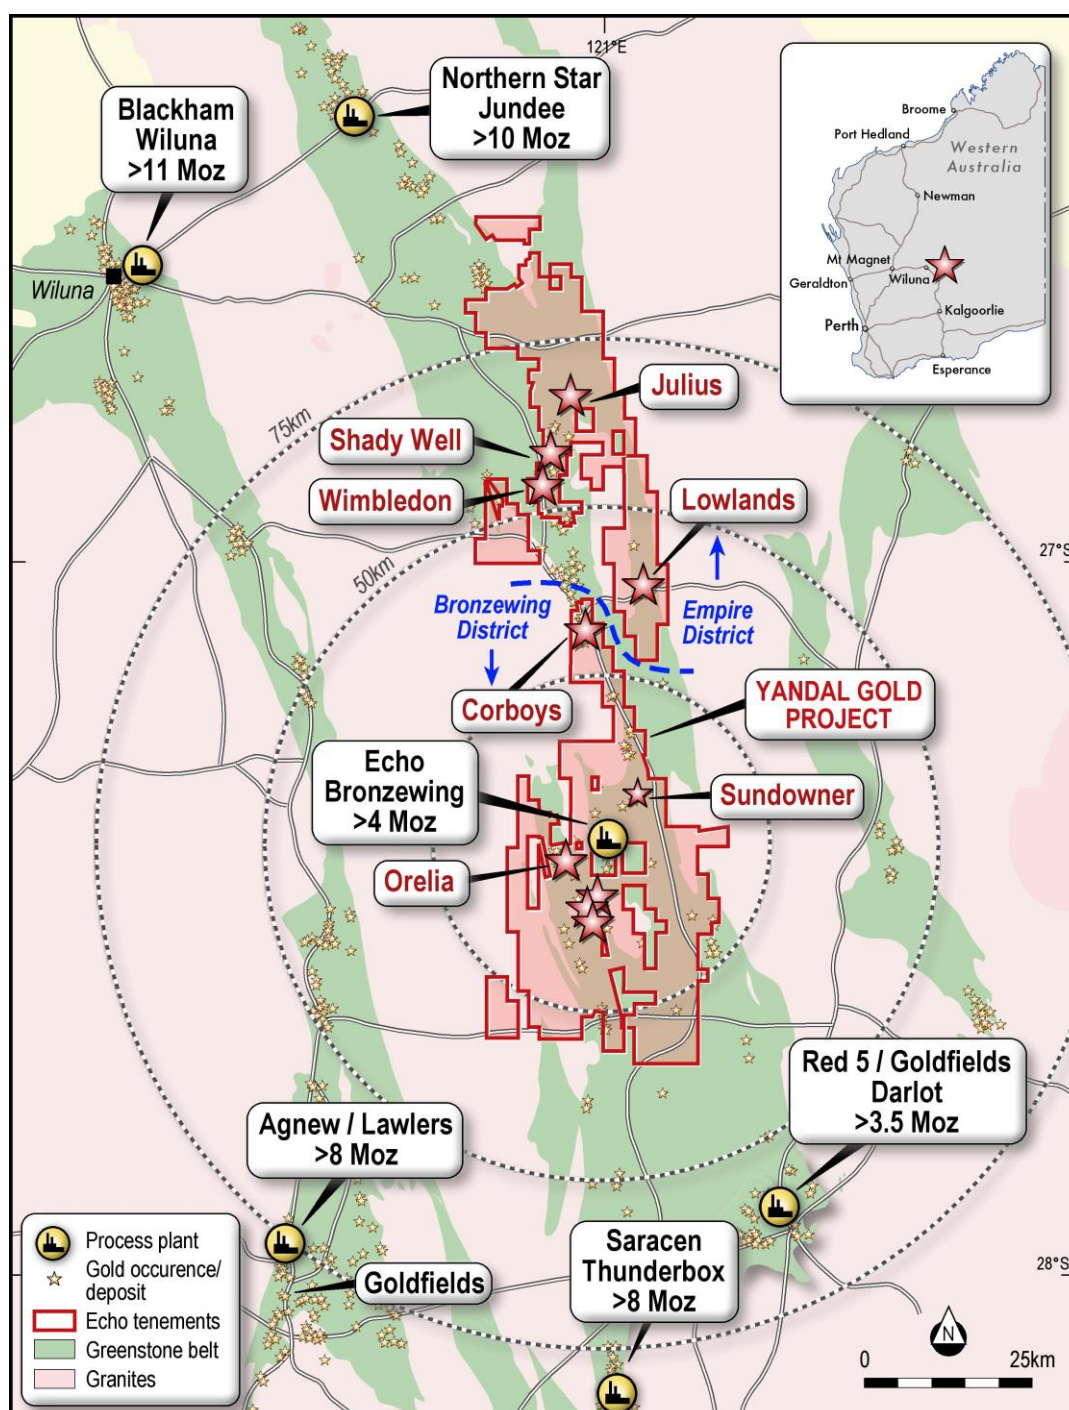 121°E
Northern Star
Jundee
>10 Moz
Blackham
Wiluna
>11 Moz
Wiluna
Broome
Port Hedland
Western
Australia
Newman
Mt Magnet
Wiluna
Geraldton
Kalgoorlie
Perth
Esperance
75km
Julius
Shady Well
Wimbledon
Lowlands
27°S
50km
Bronzewing
District
Empire
District
Corboys
YANDAL GOLD
PROJECT
Echo
Bronzewing
>4 Moz
Sundowner
Orelia
Red 5 / Goldfields
Darlot
>3.5 Moz
Agnew / Lawlers
>8 Moz
Saracen
Thunderbox
>8 Moz
Goldfields
28°S
Process plant
Gold occurence/
deposit
Echo tenements
Greenstone belt
Granites
N
0 25km